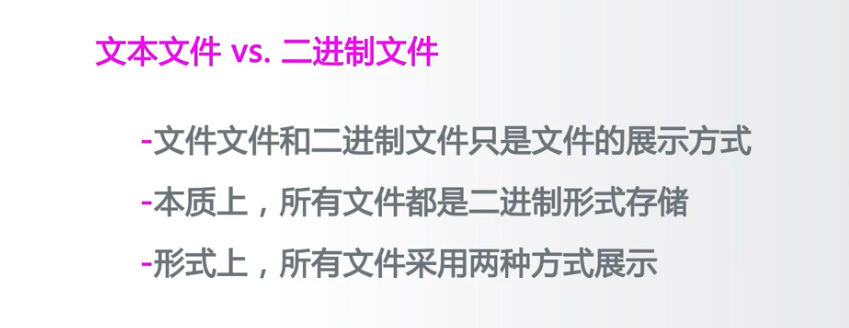 文本文件 vs. 二进制文件
-文件文件和二进制文件只是文件的展示方式
-本质上，所有文件都是二进制形式存储
-形式上，所有文件采用两种方式展示